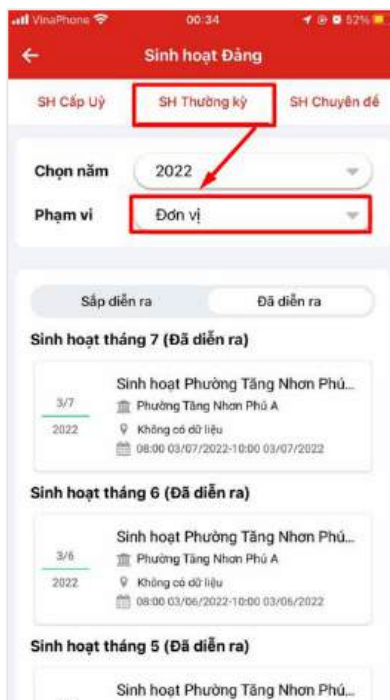 VinaPhone 00:34 52%
Sinh hoạt Đảng
SH Cấp Uỷ SH Thường kỳ SH Chuyên đề
Chọn năm 2022
Phạm vi Đơn vị
Sắp diễn ra Đã diễn ra
Sinh hoạt tháng 7 (Đã diễn ra)
Sinh hoạt Phường Tăng Nhơn Phú...
3/7 Phường Tăng Nhơn Phú A
2022 Không có dữ liệu
08:00 03/07/2022-10:00 03/07/2022
Sinh hoạt tháng 6 (Đã diễn ra)
Sinh hoạt Phường Tăng Nhơn Phú...
3/6 Phường Tăng Nhơn Phú A
2022 Không có dữ liệu
08:00 03/06/2022-10:00 03/06/2022
Sinh hoạt tháng 5 (Đã diễn ra)
Sinh hoạt Phường Tăng Nhơn Phú...